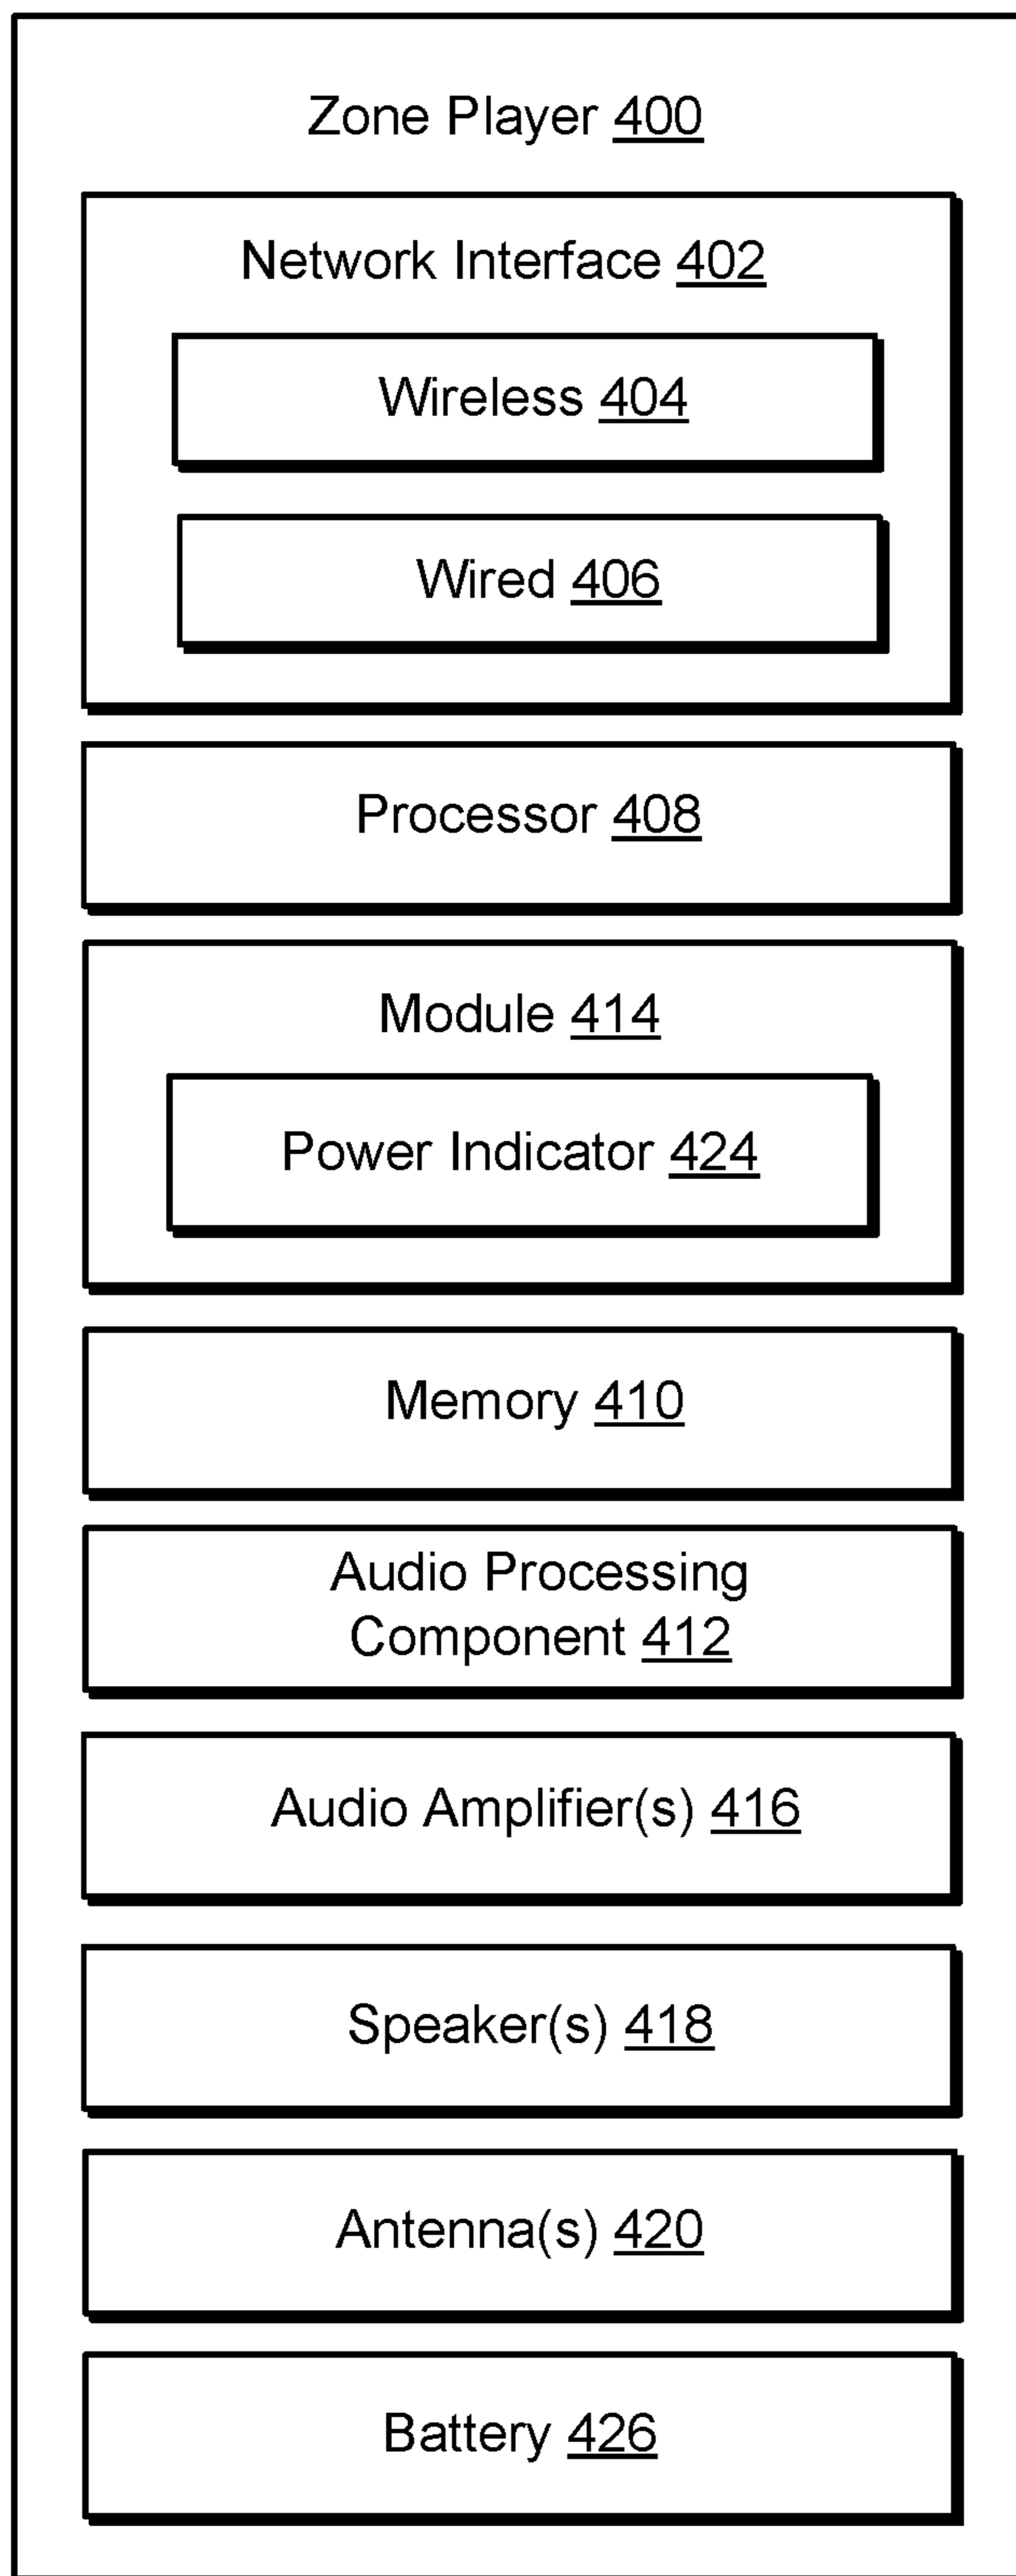 Zone Player 400
Network Interface 402
Wireless 404
Wired 406
Processor 408
Module 414
Power Indicator 424
Memory 410
Audio Processing
Component 412
Audio Amplifier(s) 416
Speaker(s) 418
Antenna(s) 420
Battery 426